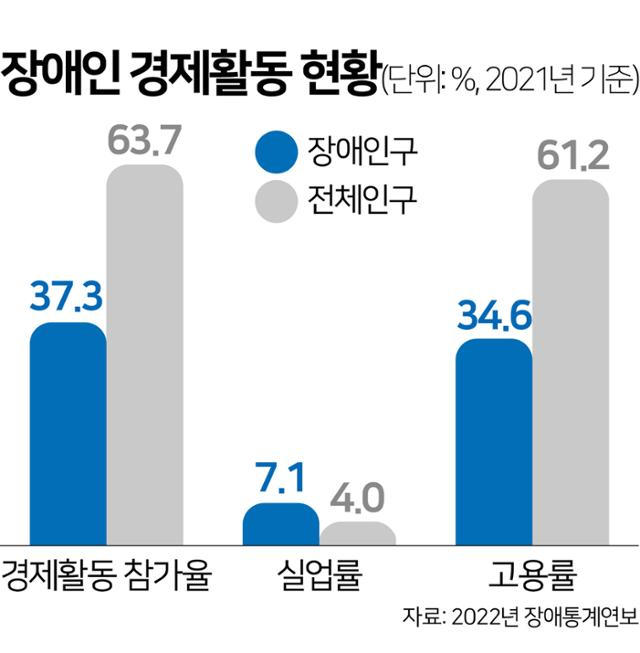 장애인 경제활동 현황(단위: %, 2021년 기준)
63.7
장애인구
61.2
전체인구
37.3
34.6
7.1
4.0
경제활동 참가율 실업률 고용률
자료: 2022년 장애통계연보